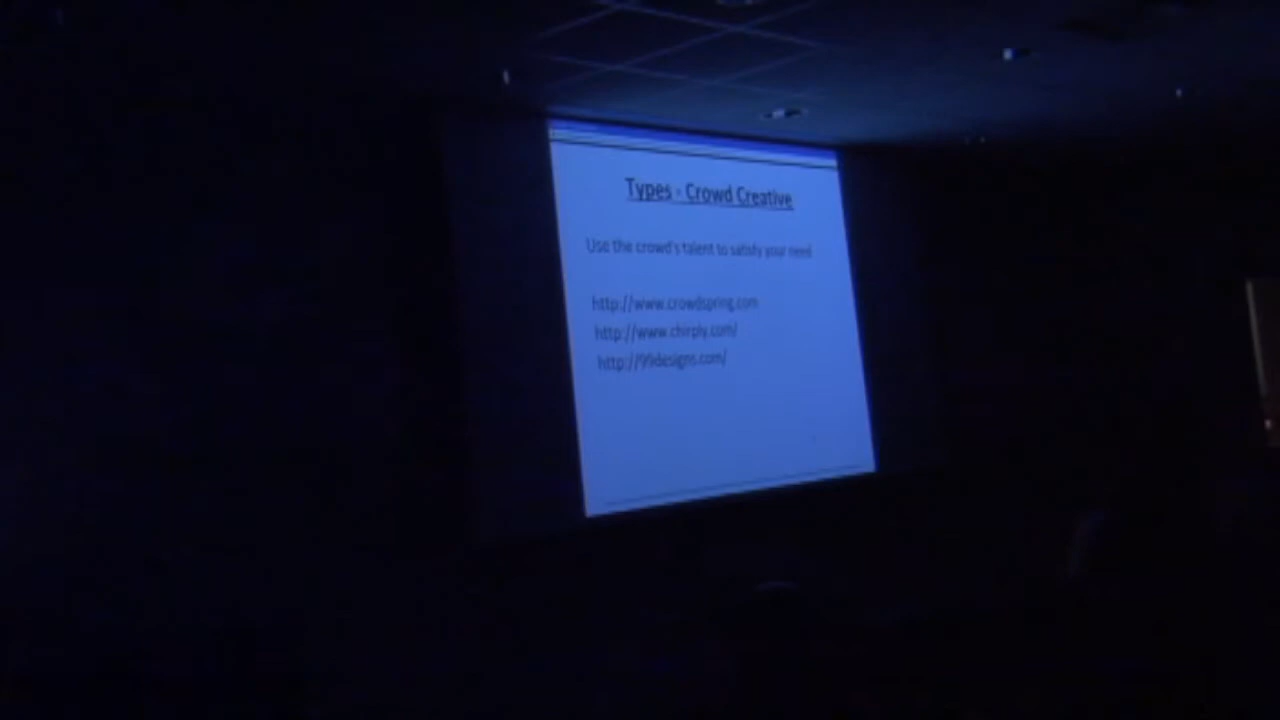 Types - Crowd Creative
Use the crowd's talent to satisfy your need
http://www.crowdspring.com
http://www.chirply.com/
http://99designs.com/